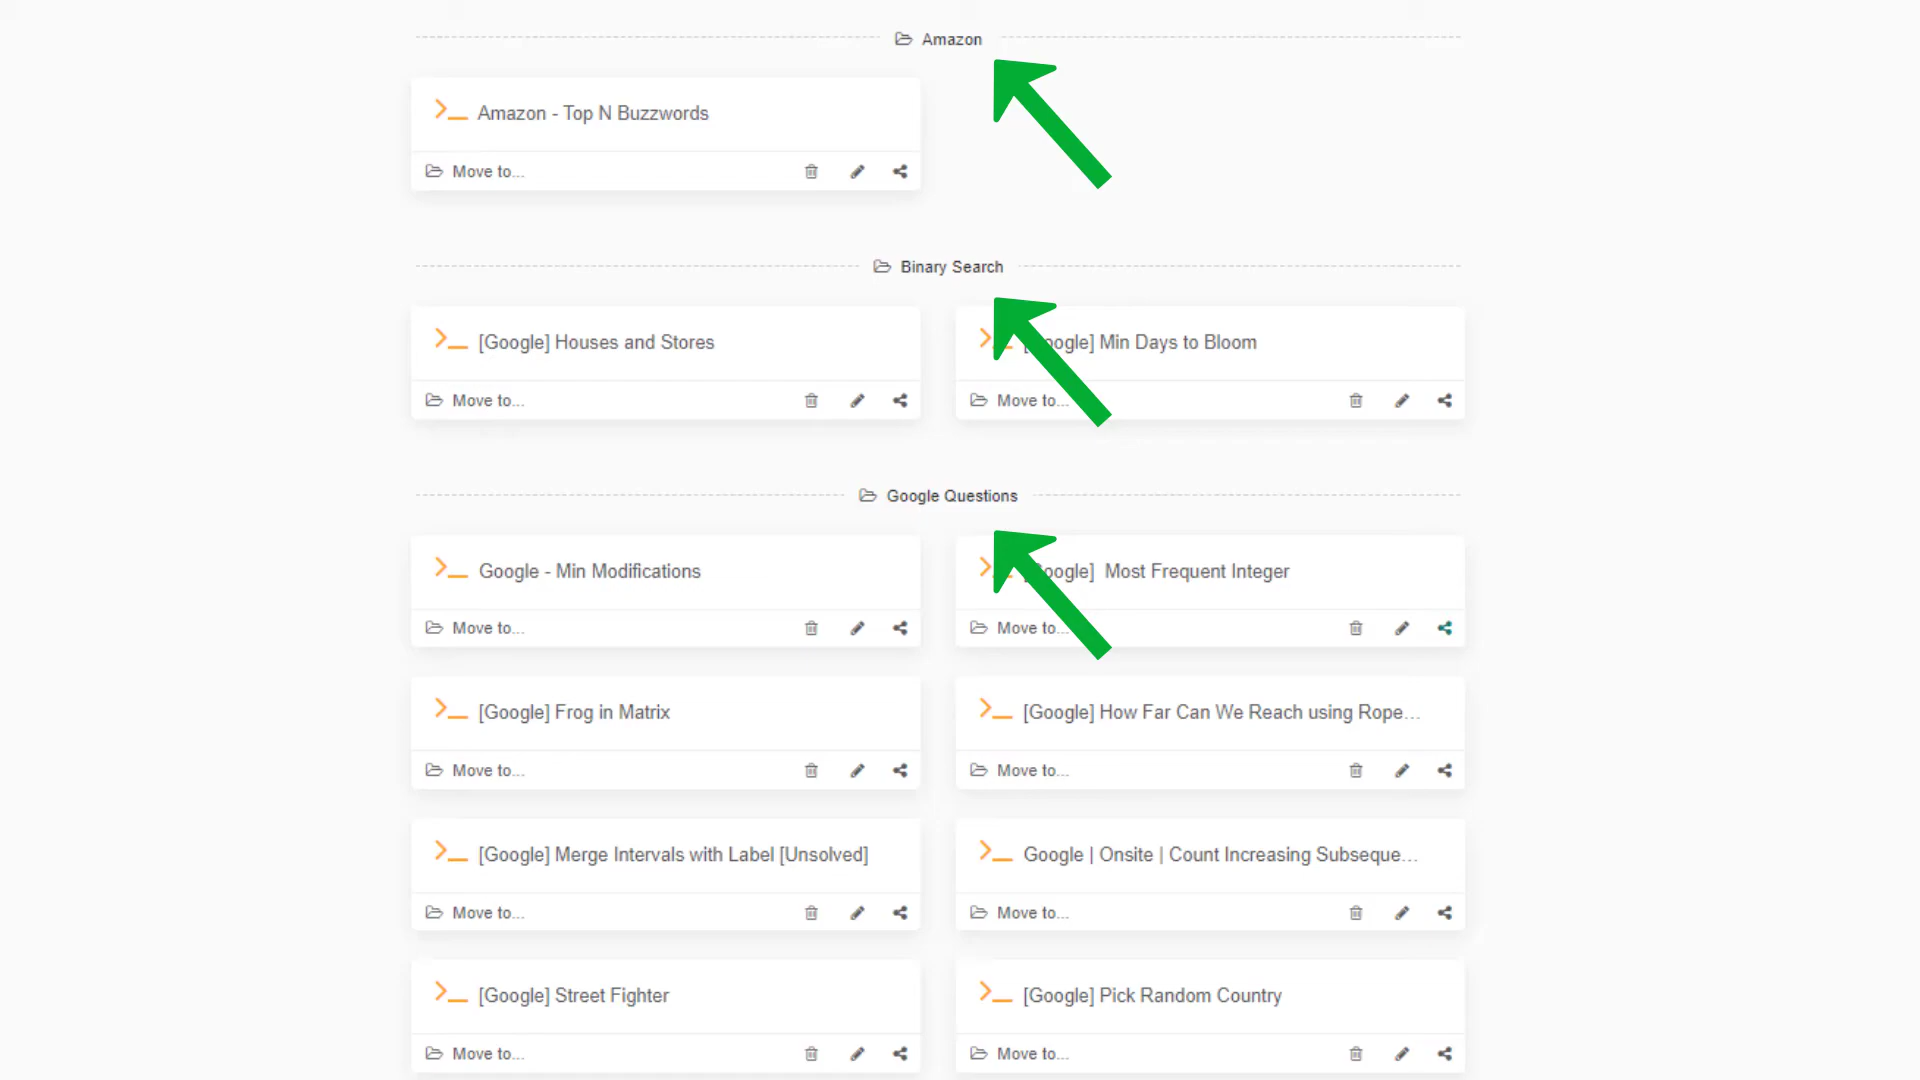 Amazon
Amazon - Top N Buzzwords
Move to...
Binary Search
[Google] Houses and Stores
Move to...
oogle] Min Days to Bloom
Move to...
Google Questions
Google - Min Modifications
Move to...
oogle]  Most Frequent Integer
Move to...
[Google] Frog in Matrix
Move to...
[Google] How Far Can We Reach using Rope...
Move to...
[Google] Merge Intervals with Label [Unsolved]
Move to...
Google | Onsite | Count Increasing Subseque...
Move to...
[Google] Street Fighter
Move to...
[Google] Pick Random Country
Move to...